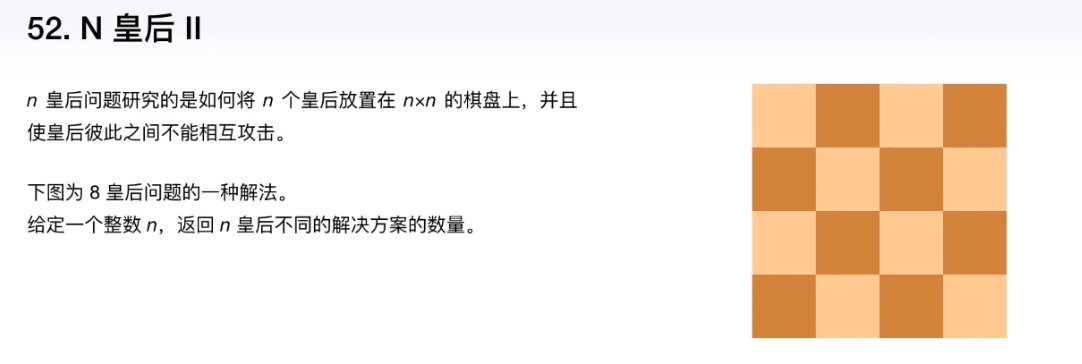 52. N 皇后 II
n 皇后问题研究的是如何将 n 个皇后放置在 n×n 的棋盘上，并且
使皇后彼此之间不能相互攻击。
下图为 8 皇后问题的一种解法。
给定一个整数 n，返回 n 皇后不同的解决方案的数量。